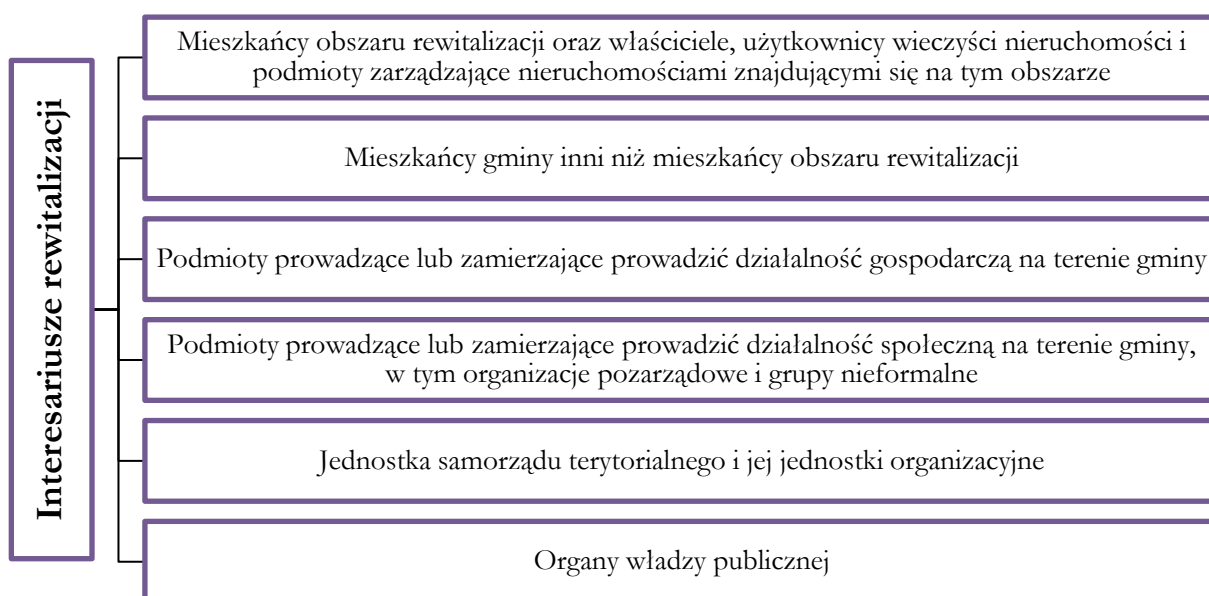 Interesariusze rewitalizacji
Mieszkańcy obszaru rewitalizacji oraz właściciele, użytkownicy wieczyści nieruchomości i
podmioty zarządzające nieruchomościami znajdującymi się na tym obszarze
Mieszkańcy gminy inni niż mieszkańcy obszaru rewitalizacji
Podmioty prowadzące lub zamierzające prowadzić działalność gospodarczą na terenie gminy
Podmioty prowadzące lub zamierzające prowadzić działalność społeczną na terenie gminy,
w tym organizacje pozarządowe i grupy nieformalne
Jednostka samorządu terytorialnego i jej jednostki organizacyjne
Organy władzy publicznej